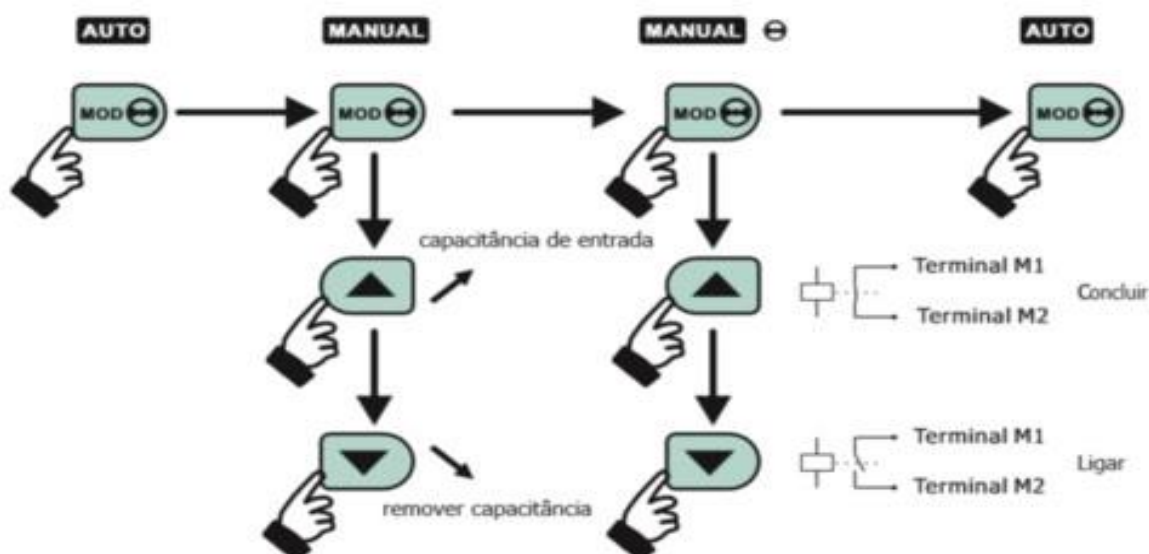 AUTO MANUAL MANUAL AUTO
MOD MOD MOD MOD
capacitância de entrada
Terminal M1
Concluir
Terminal M2
Terminal M1
Ligar
Terminal M2
remover capacitância